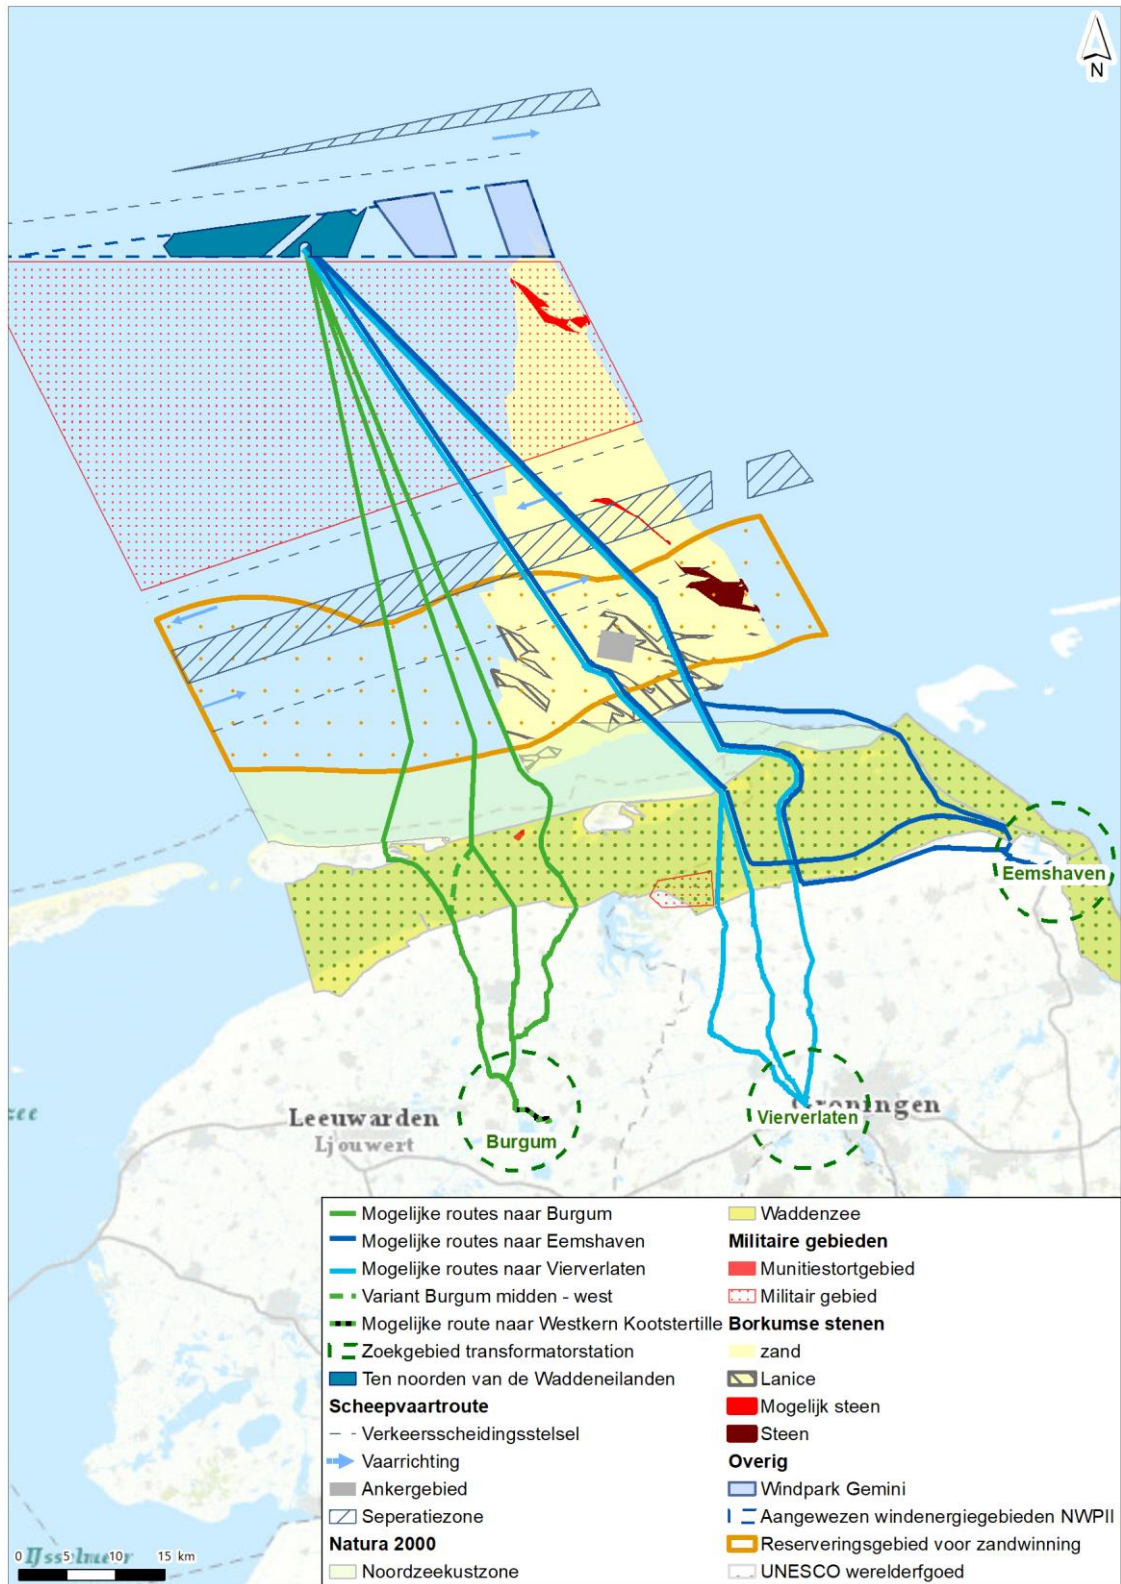 N
Eemshaven
Leeuwarden
Ljouwert
Burgum
Groningen
Vierverlaten
Mogelijke routes naar Burgum
Mogelijke routes naar Eemshaven
Mogelijke routes naar Vierverlaten
Variant Burgum midden - west
Mogelijke route naar Westkern Kootstertille
Zoekgebied transformatorstation
Ten noorden van de Waddeneilanden
Scheepvaartroute
Verkeersscheidingsstelsel
Vaarrichting
Ankergebied
Seperatiezone
Natura 2000
Noordzeekustzone
Waddenzee
Militaire gebieden
Munitiestortgebied
Militair gebied
Borkumse stenen
zand
Lanice
Mogelijk steen
Steen
Overig
Windpark Gemini
Aangewezen windenergiegebieden NWPII
Reserveringsgebied voor zandwinning
UNESCO werelderfgoed
0 5 10 15 km
IJsselmeer